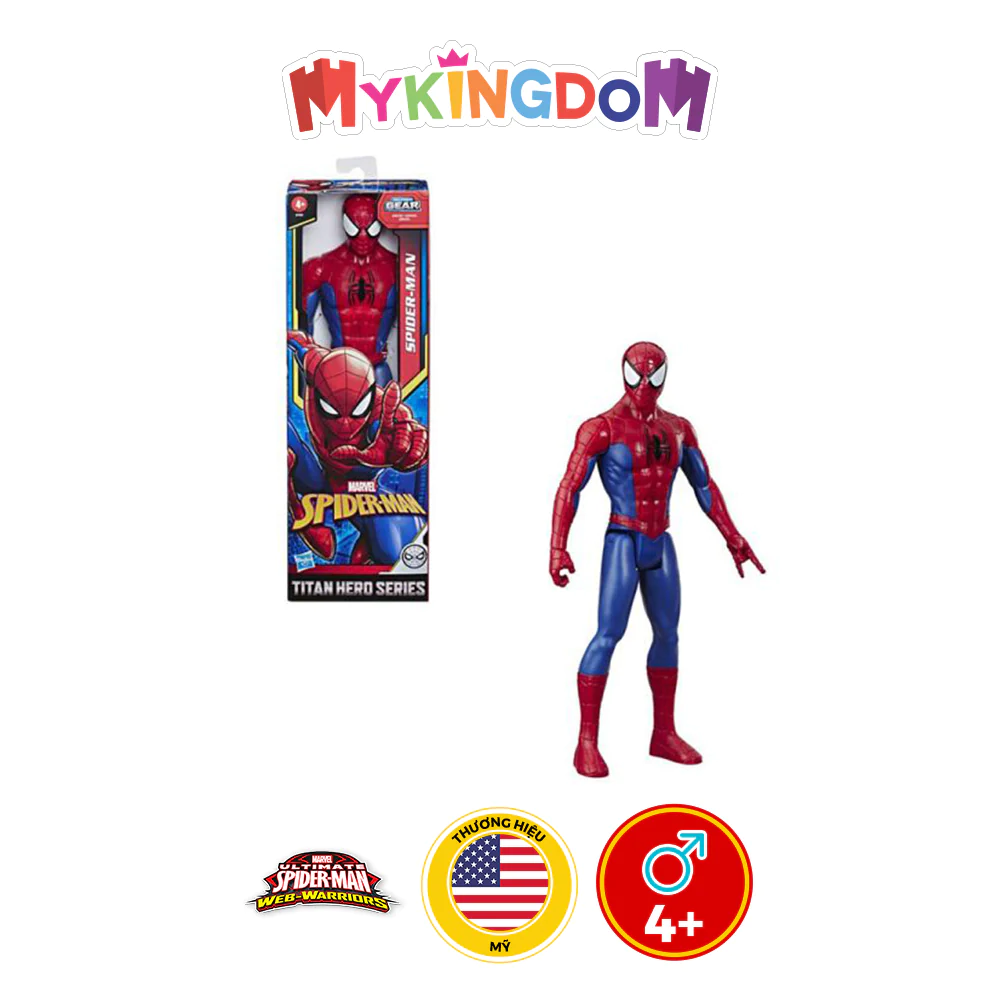 MYKINGDOM
4+
GEAR
SPIDER-MAN
MARVEL
SPIDER-MAN
Hasbro
TITAN HERO SERIES
MARVEL
ULTIMATE
SPIDER-MAN
WEB-WARRIORS
THƯƠNG HIỆU
MỸ
4+